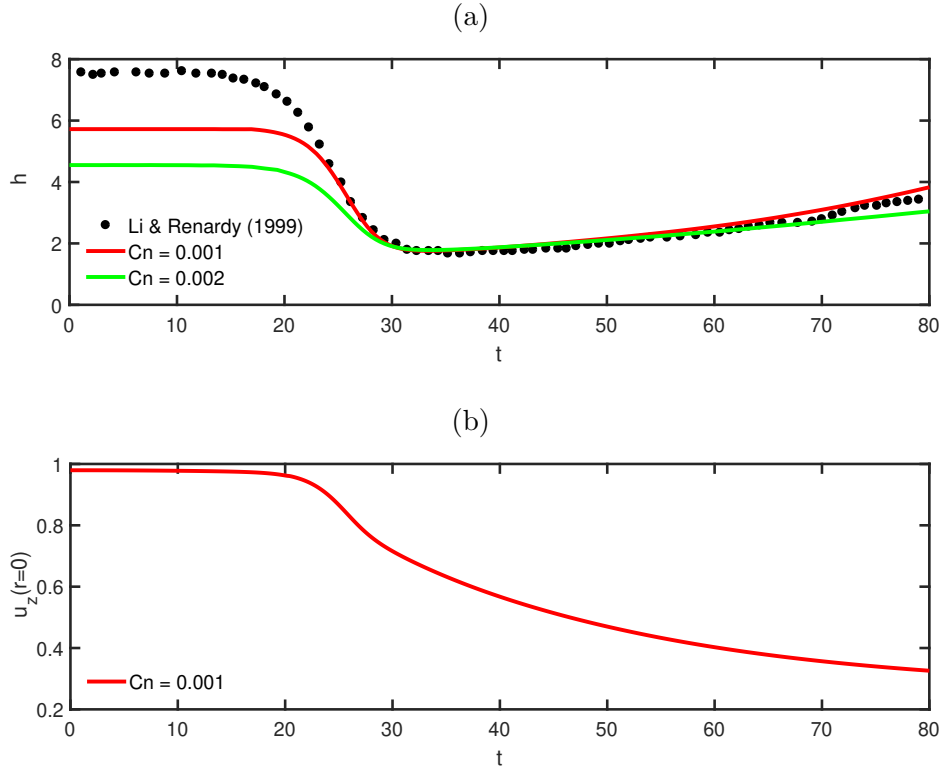 (a)
8
6
4
2
0
h
Li & Renardy (1999)
Cn = 0.001
Cn = 0.002
0 10 20 30 40 50 60 70 80
t
(b)
1
0.8
0.6
0.4
0.2
u_z(r=0)
Cn = 0.001
0 10 20 30 40 50 60 70 80
t